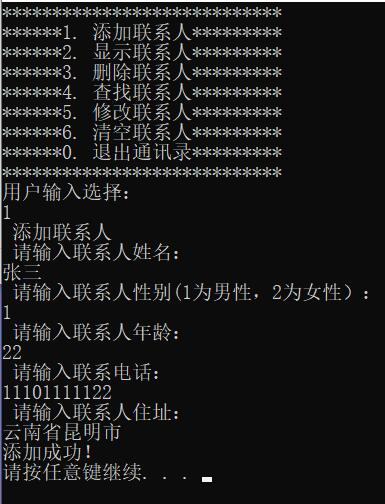 ****************************
******1. 添加联系人*********
******2. 显示联系人*********
******3. 删除联系人*********
******4. 查找联系人*********
******5. 修改联系人*********
******6. 清空联系人*********
******0. 退出通讯录*********
****************************
用户输入选择：
1
添加联系人
请输入联系人姓名：
张三
请输入联系人性别(1为男性，2为女性）：
1
请输入联系人年龄：
22
请输入联系电话：
11101111122
请输入联系人住址：
云南省昆明市
添加成功！
请按任意键继续. . .